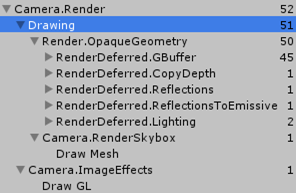 Camera.Render 52
Drawing 51
Render.OpaqueGeometry 50
RenderDeferred.GBuffer 45
RenderDeferred.CopyDepth 1
RenderDeferred.Reflections 1
RenderDeferred.ReflectionsToEmissive 1
RenderDeferred.Lighting 2
Camera.RenderSkybox 1
Draw Mesh
Camera.ImageEffects 1
Draw GL